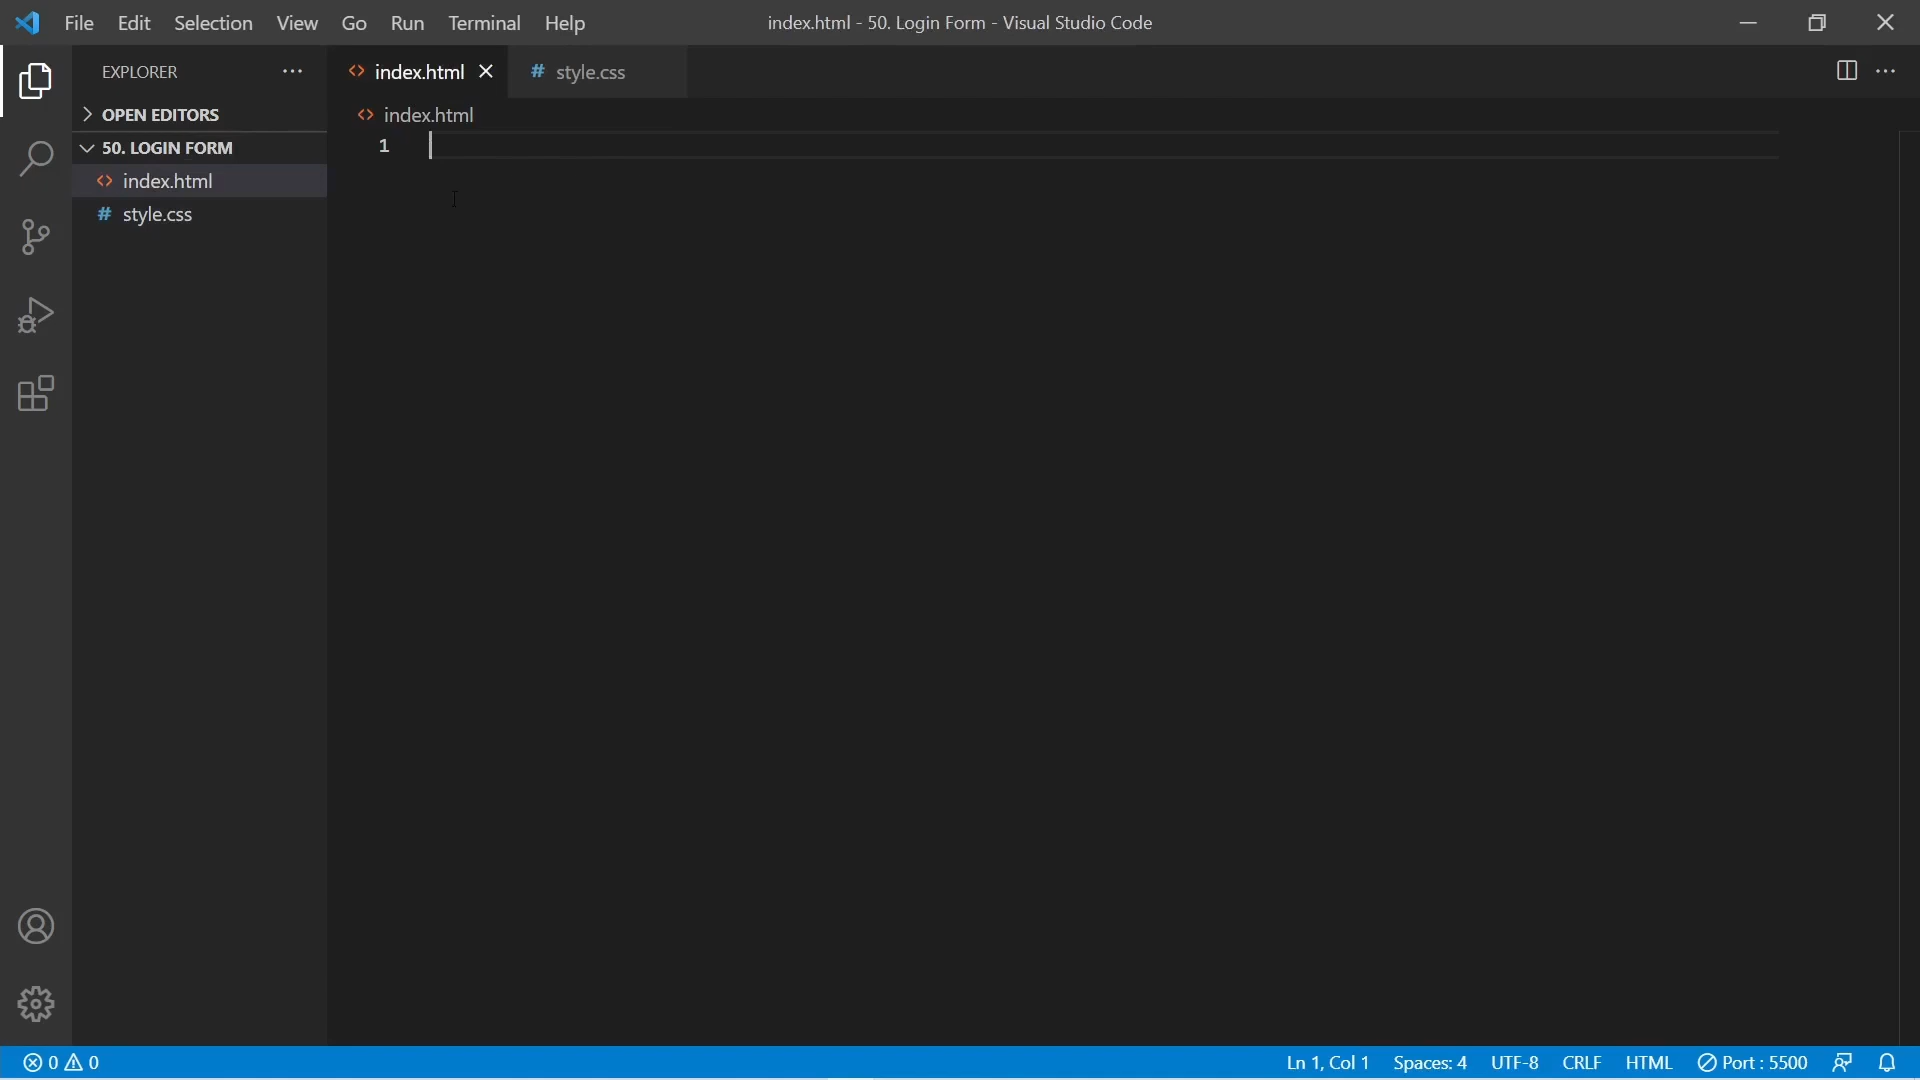 File Edit Selection View Go Run Terminal Help index.html - 50. Login Form - Visual Studio Code
EXPLORER
index.html
# style.css
OPEN EDITORS
index.html
50. LOGIN FORM
1
index.html
# style.css
0 0 Ln 1, Col 1 Spaces: 4 UTF-8 CRLF HTML Port : 5500